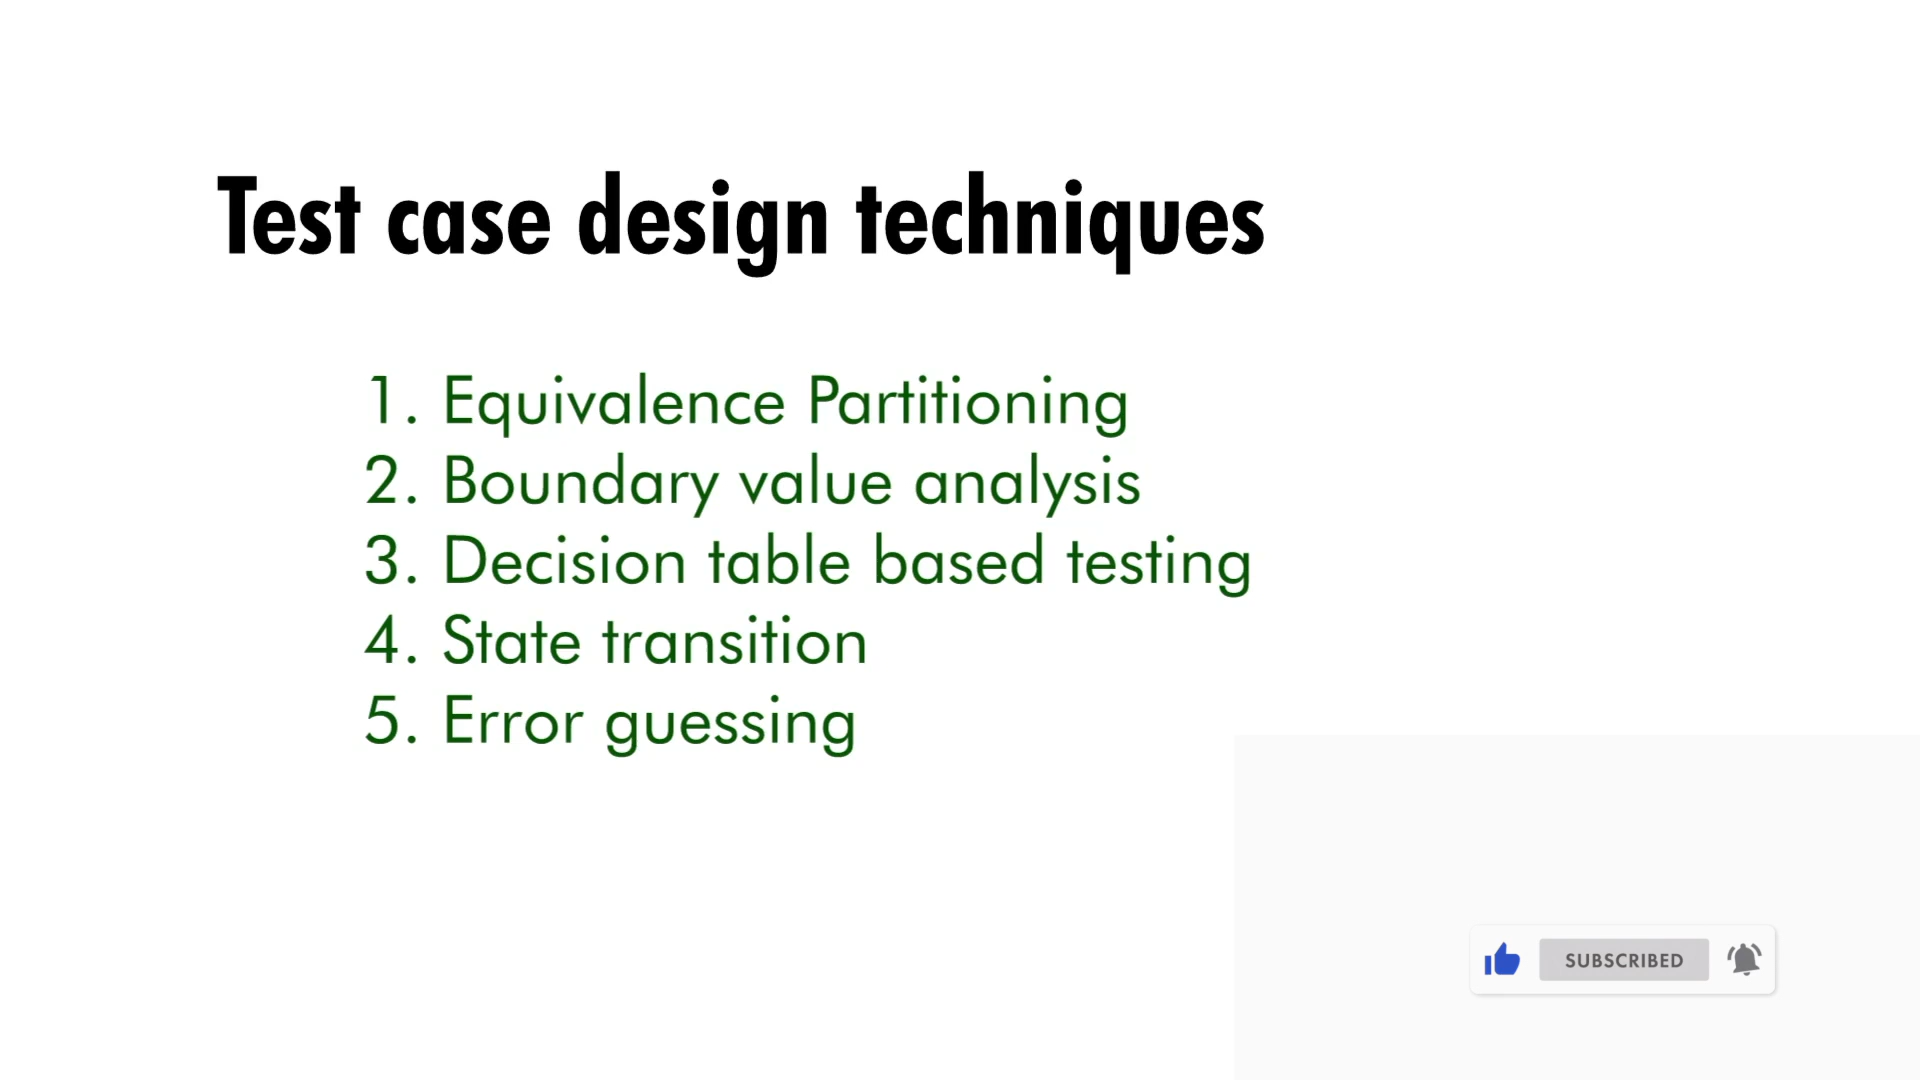 Test case design techniques
1. Equivalence Partitioning
2. Boundary value analysis
3. Decision table based testing
4. State transition
5. Error guessing
SUBSCRIBED